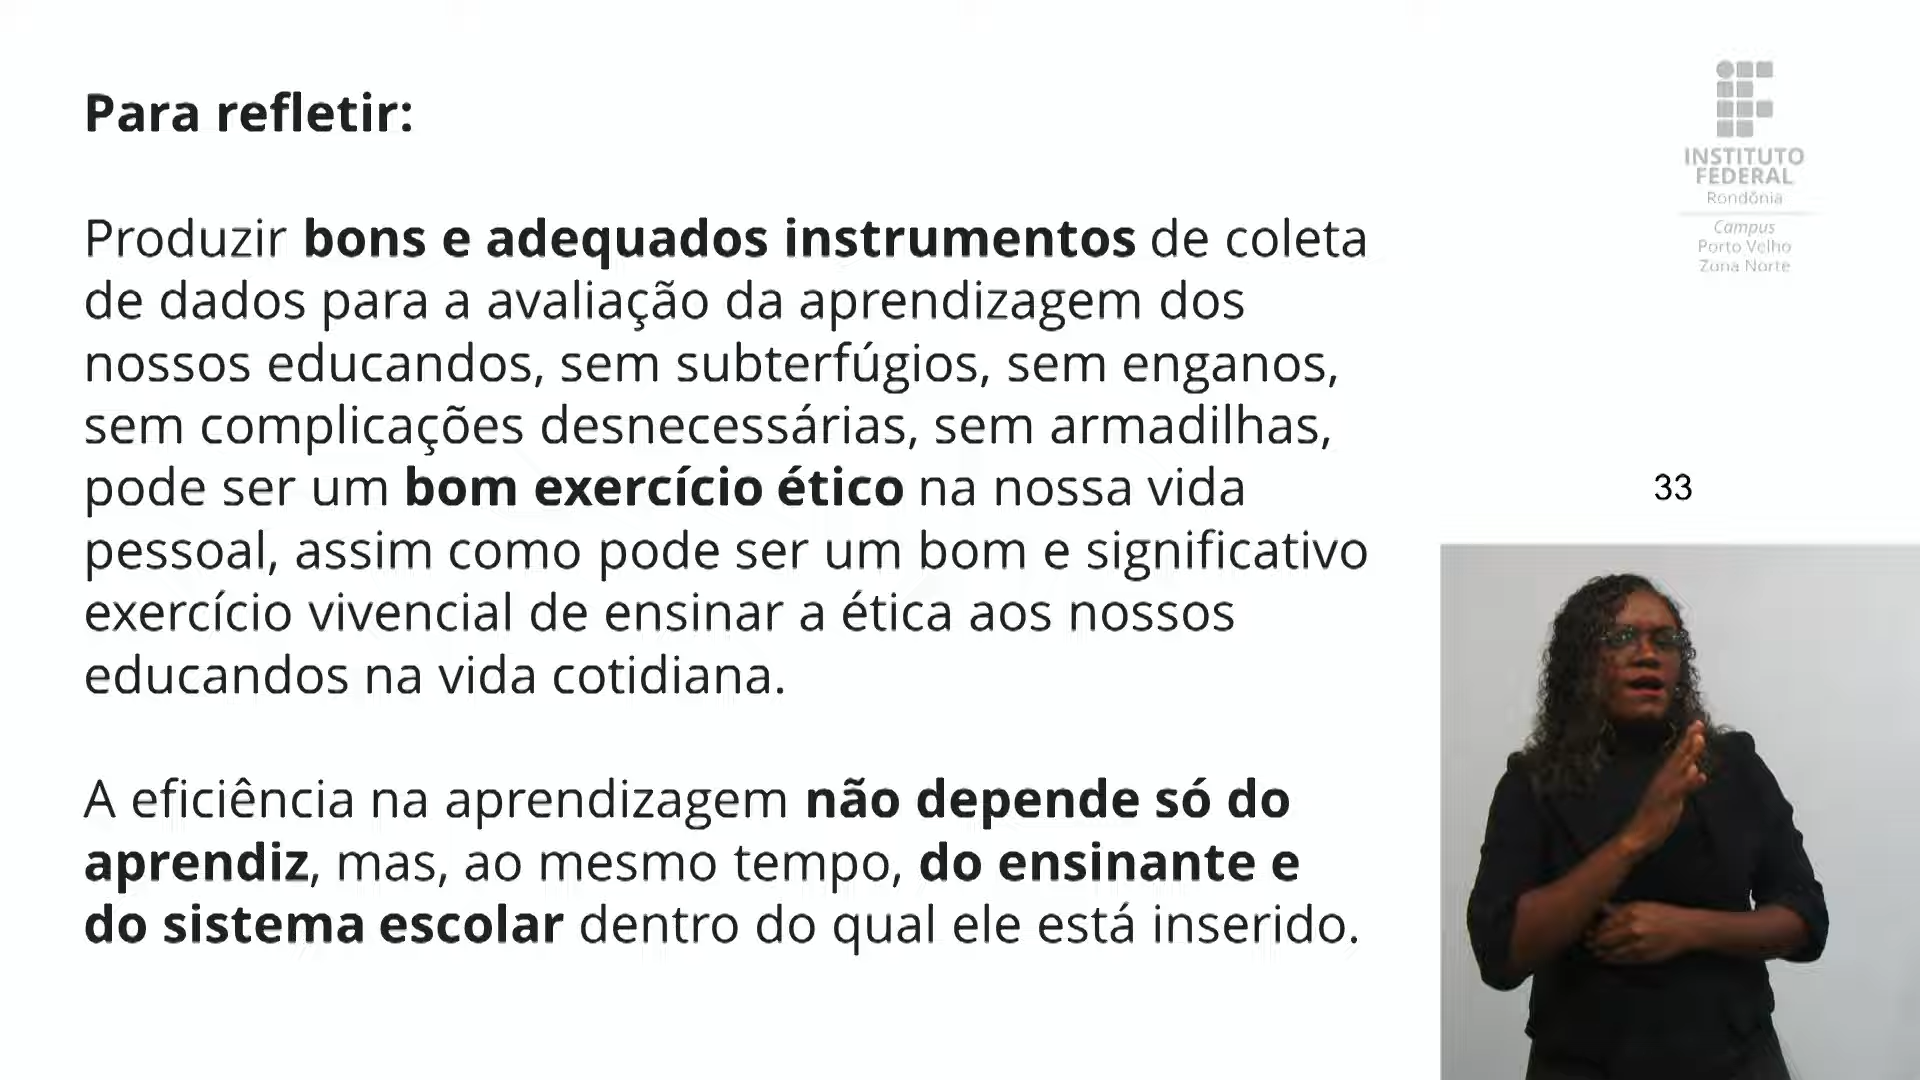 Para refletir:
Produzir bons e adequados instrumentos de coleta
de dados para a avaliação da aprendizagem dos
nossos educandos, sem subterfúgios, sem enganos,
sem complicações desnecessárias, sem armadilhas,
pode ser um bom exercício ético na nossa vida
pessoal, assim como pode ser um bom e significativo
exercício vivencial de ensinar a ética aos nossos
educandos na vida cotidiana.
A eficiência na aprendizagem não depende só do
aprendiz, mas, ao mesmo tempo, do ensinante e
do sistema escolar dentro do qual ele está inserido.
INSTITUTO
FEDERAL
Rondônia
Campus
Porto Velho
Zona Norte
33